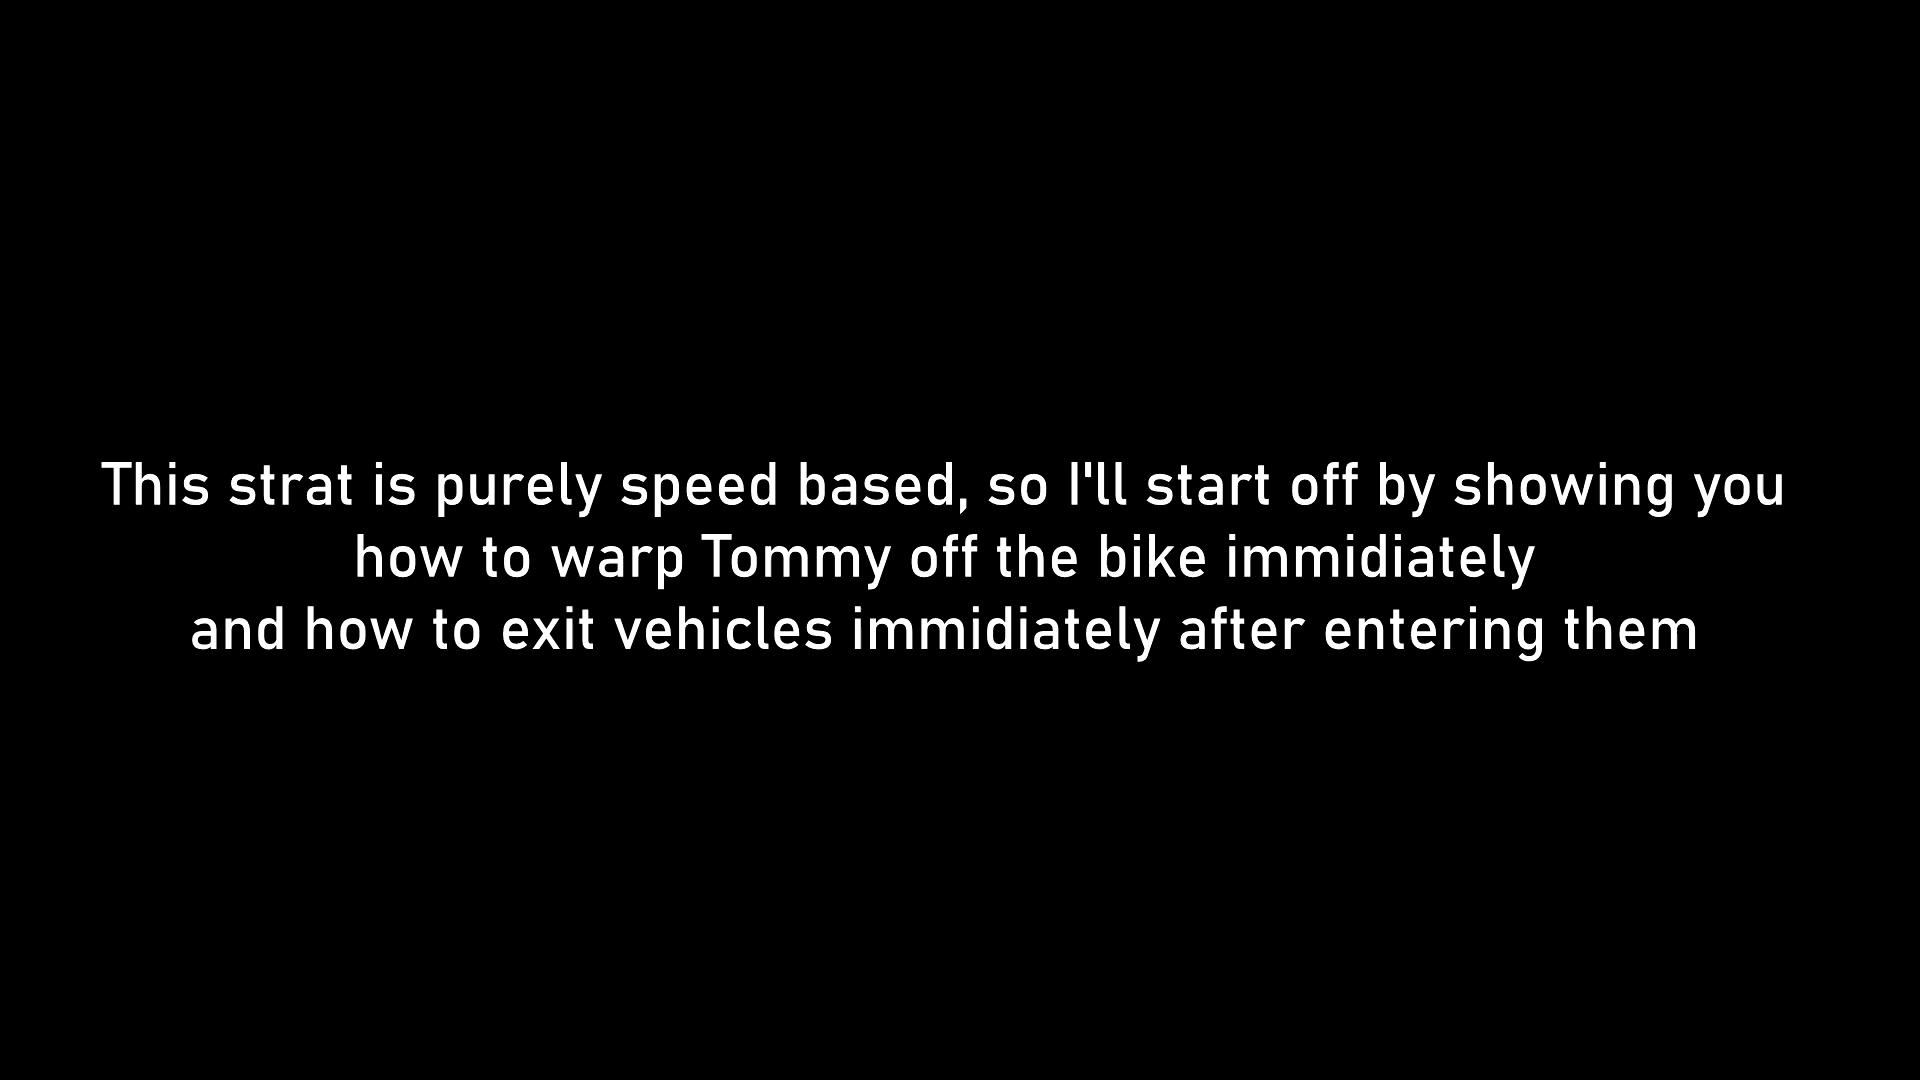 This strat is purely speed based, so I'll start off by showing you
how to warp Tommy off the bike immidiately
and how to exit vehicles immidiately after entering them